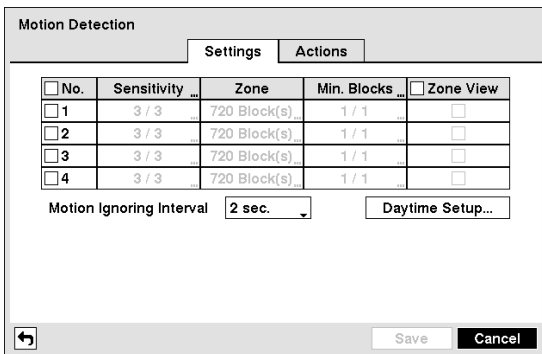 Motion Detection
Settings Actions
No. Sensitivity ... Zone Min. Blocks ... Zone View
1 3 / 3 ... 720 Block(s) ... 1 / 1 ...
2 3 / 3 ... 720 Block(s) ... 1 / 1 ...
3 3 / 3 ... 720 Block(s) ... 1 / 1 ...
4 3 / 3 ... 720 Block(s) ... 1 / 1 ...
Motion Ignoring Interval 2 sec. Daytime Setup...
Save Cancel